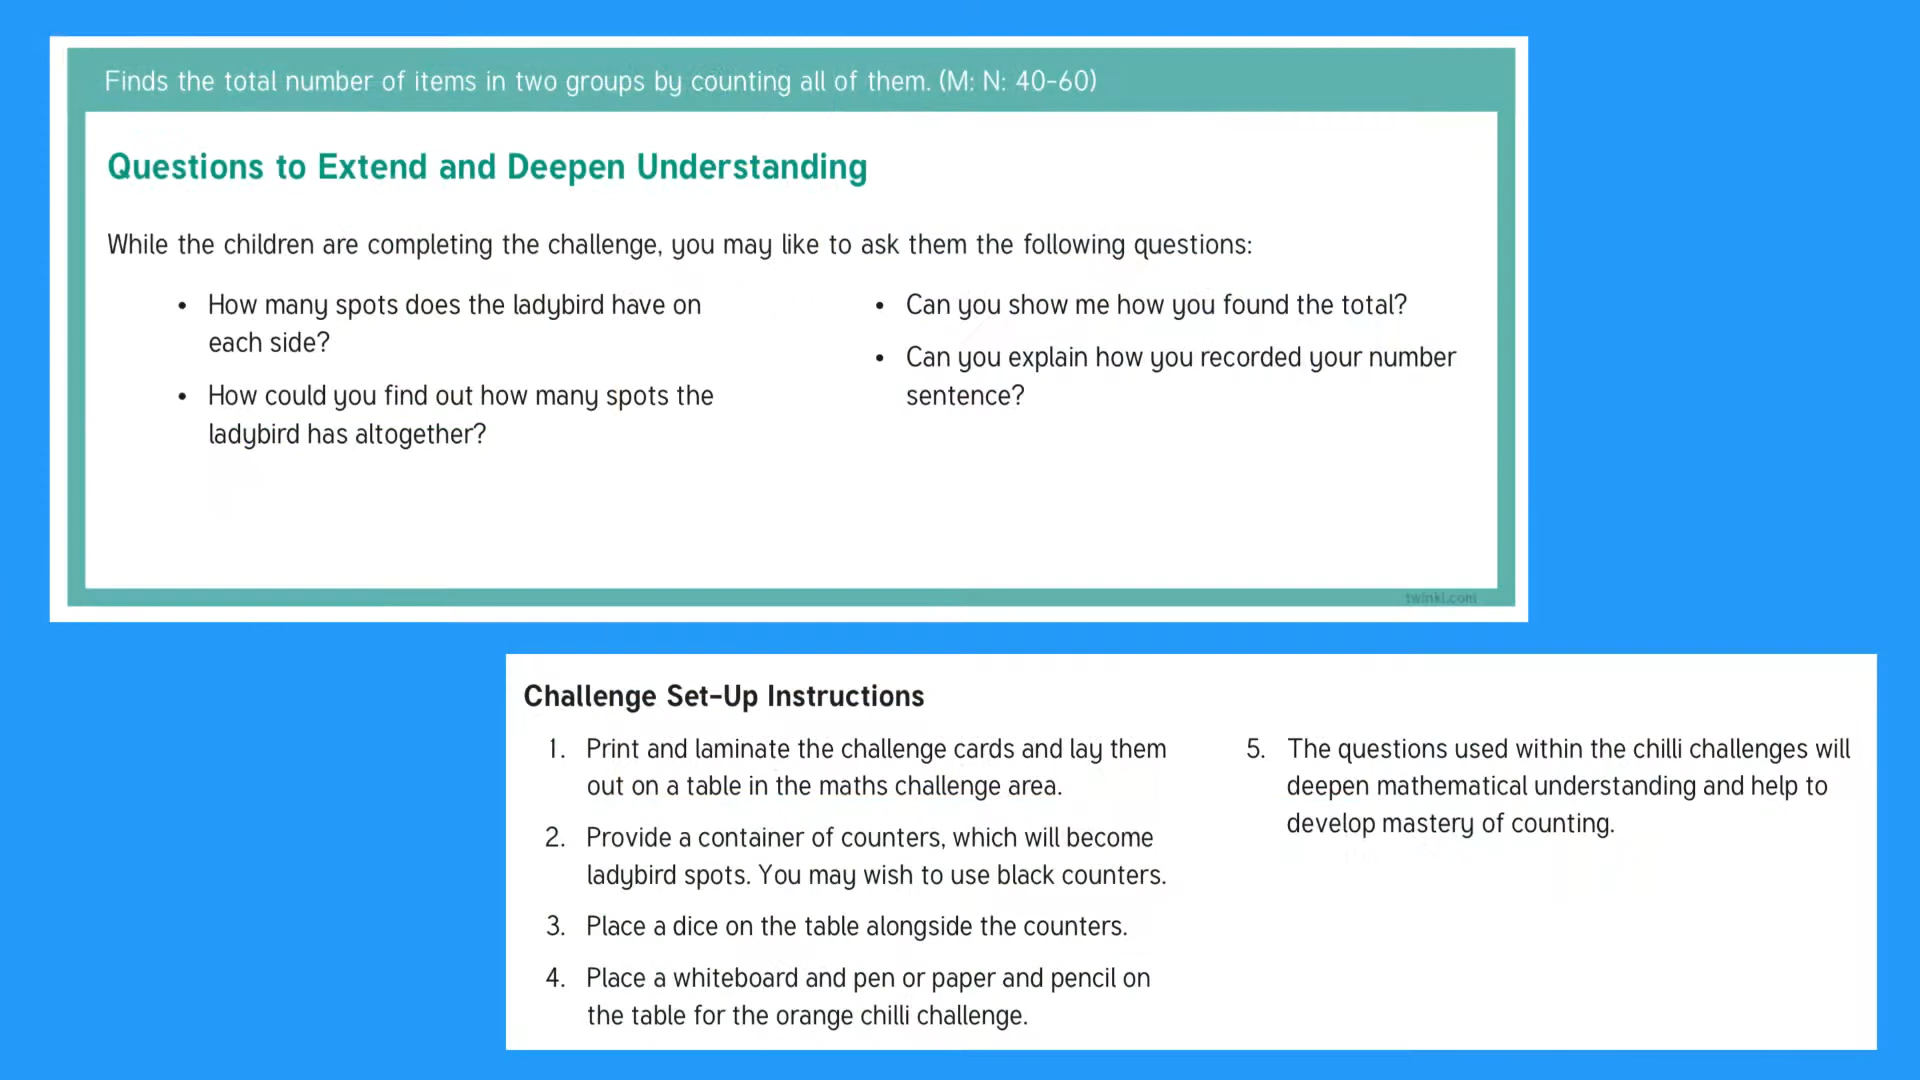 Finds the total number of items in two groups by counting all of them. (M: N: 40-60)
Questions to Extend and Deepen Understanding
While the children are completing the challenge, you may like to ask them the following questions:
• How many spots does the ladybird have on
each side?
• How could you find out how many spots the
ladybird has altogether?
• Can you show me how you found the total?
• Can you explain how you recorded your number
sentence?
twinkl.com
Challenge Set-Up Instructions
1. Print and laminate the challenge cards and lay them
out on a table in the maths challenge area.
2. Provide a container of counters, which will become
ladybird spots. You may wish to use black counters.
3. Place a dice on the table alongside the counters.
4. Place a whiteboard and pen or paper and pencil on
the table for the orange chilli challenge.
5. The questions used within the chilli challenges will
deepen mathematical understanding and help to
develop mastery of counting.